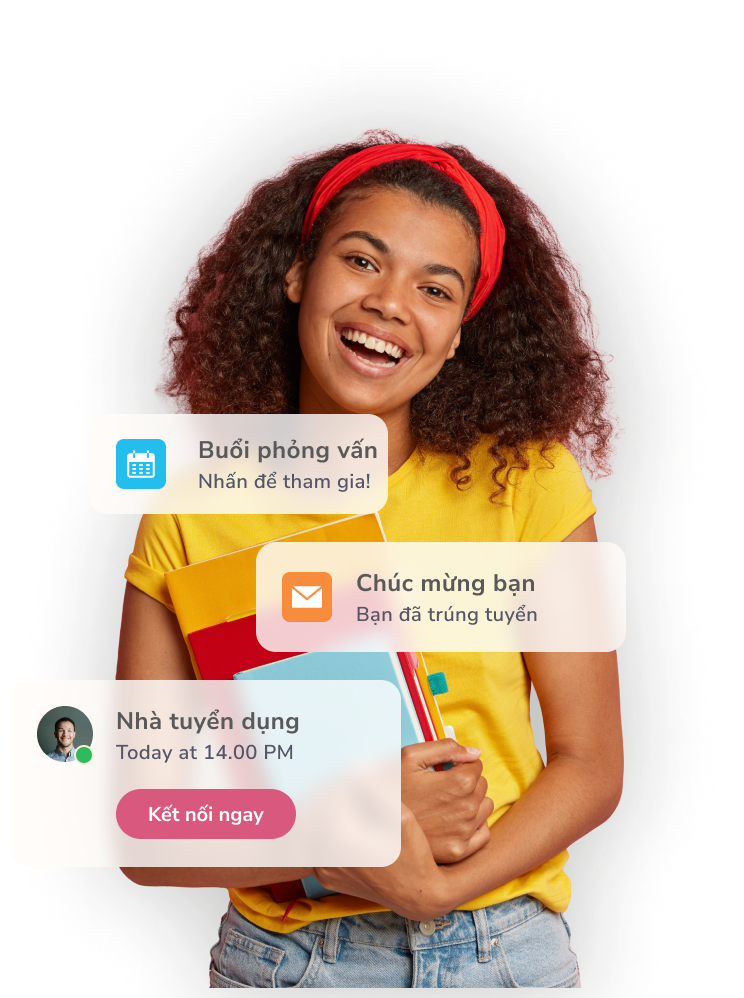 Buổi phỏng vấn
Nhấn để tham gia!
Chúc mừng bạn
Bạn đã trúng tuyển
Nhà tuyển dụng
Today at 14.00 PM
Kết nối ngay